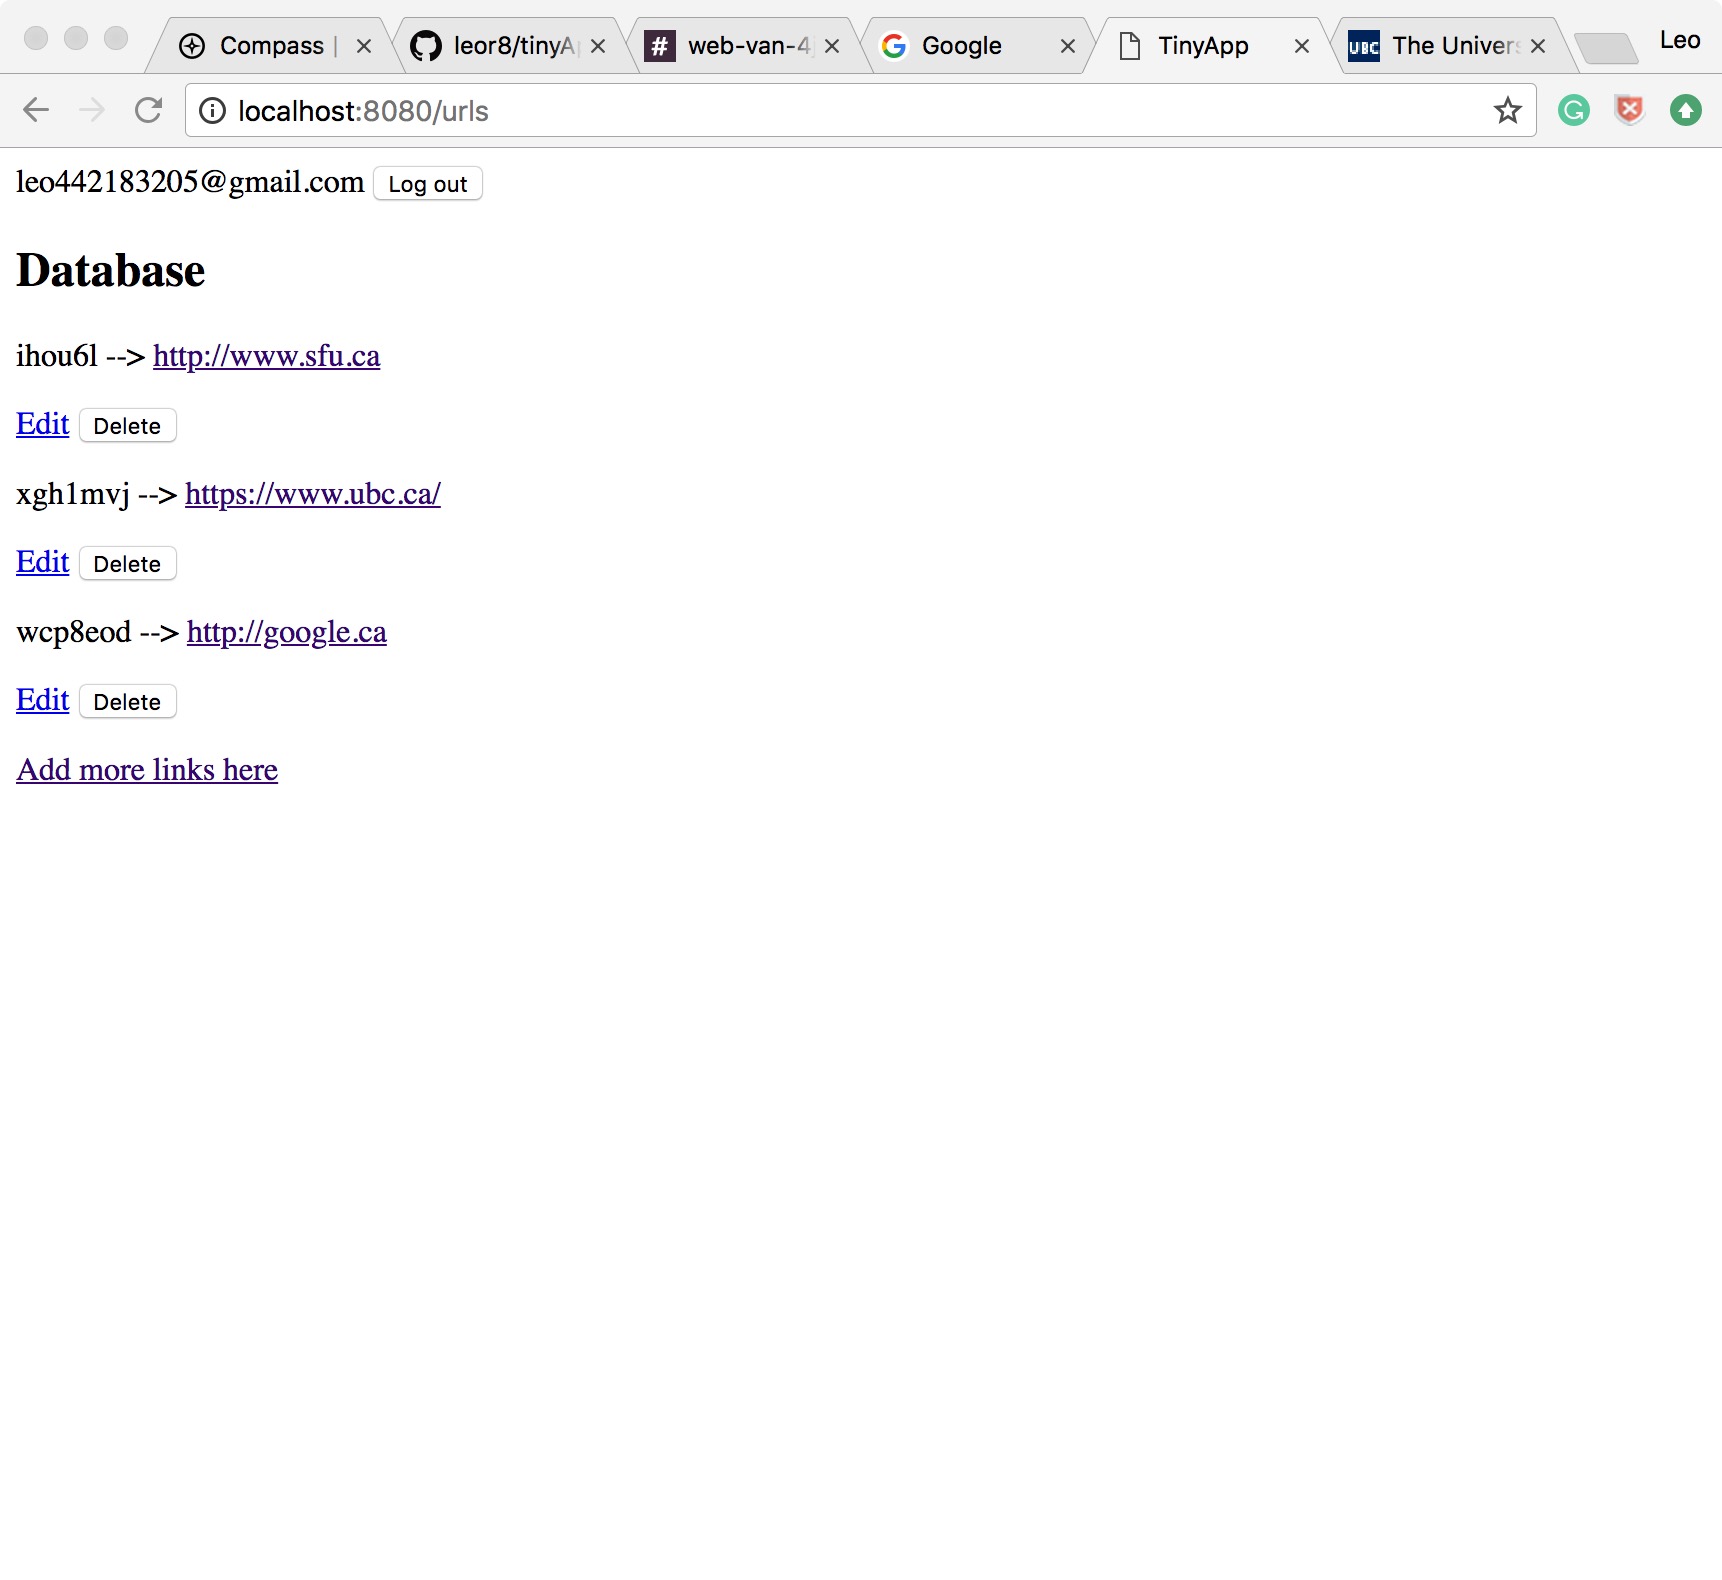 Compass |
leor8/tinyAp
web-van-4
Google
TinyApp
UBC The Univers
Leo
localhost:8080/urls
leo442183205@gmail.com Log out
Database
ihou6l --> http://www.sfu.ca
Edit Delete
xgh1mvj --> https://www.ubc.ca/
Edit Delete
wcp8eod --> http://google.ca
Edit Delete
Add more links here